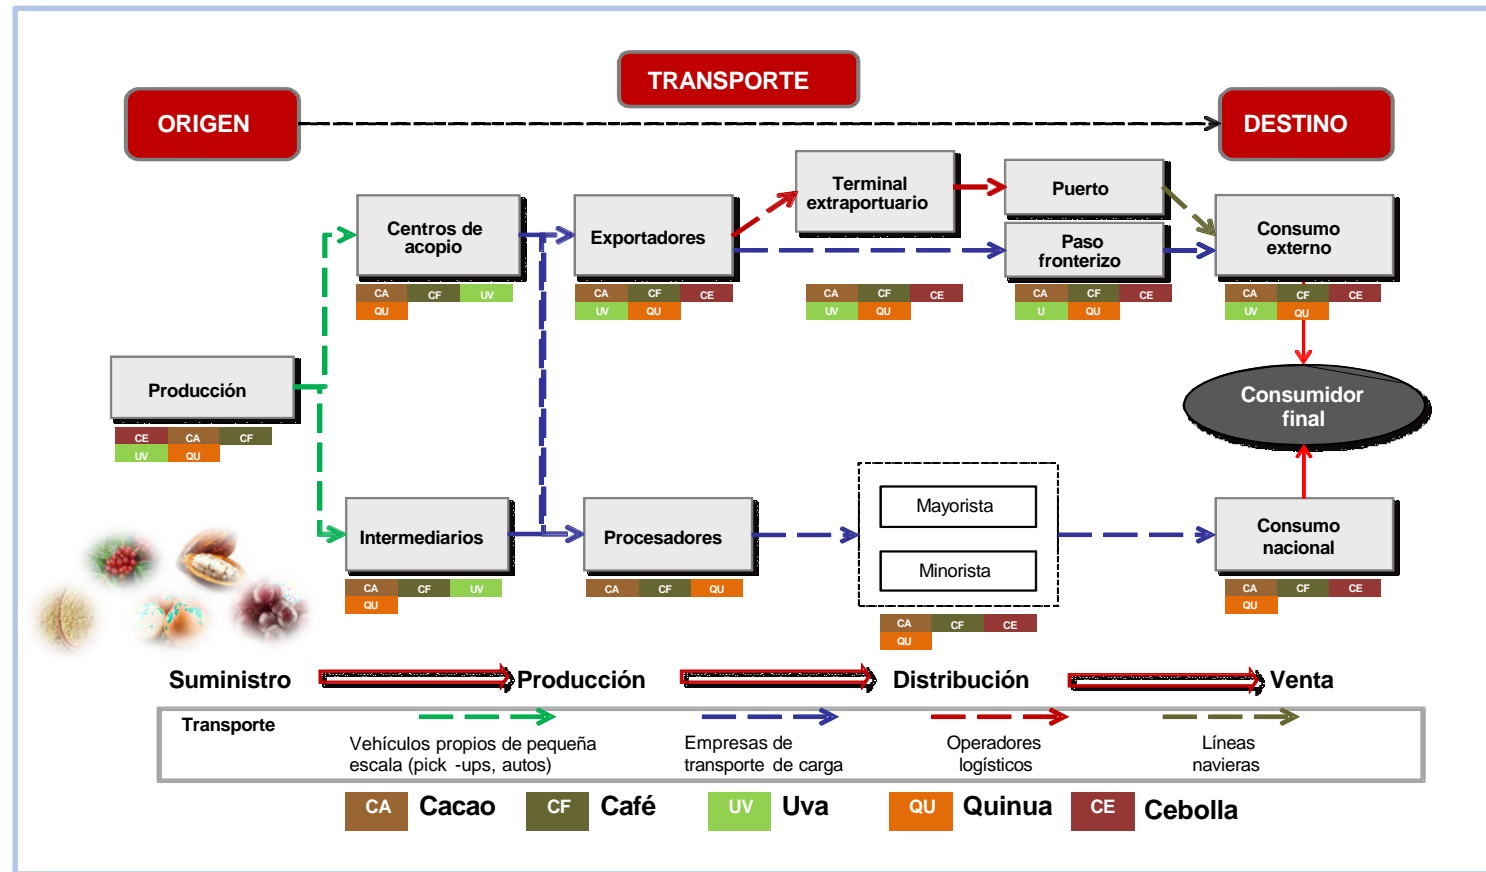 TRANSPORTE
ORIGEN
DESTINO
Terminal
extraportuario
Puerto
Centros de
acopio
Exportadores
Paso
fronterizo
Consumo
externo
CA CF UV
QU
CA CF CE
UV QU
CA CF CE
UV QU
CA CF CE
U QU
CA CF CE
UV QU
Producción
CE CA CF
UV QU
Consumidor
final
Intermediarios
Procesadores
Mayorista
Minorista
Consumo
nacional
CA CF UV
QU
CA CF QU
CA CF CE
QU
CA CF CE
QU
Suministro Producción Distribución Venta
Transporte
Vehículos propios de pequeña
escala (pick -ups, autos)
Empresas de
transporte de carga
Operadores
logísticos
Líneas
navieras
CA Cacao CF Café UV Uva QU Quinua CE Cebolla